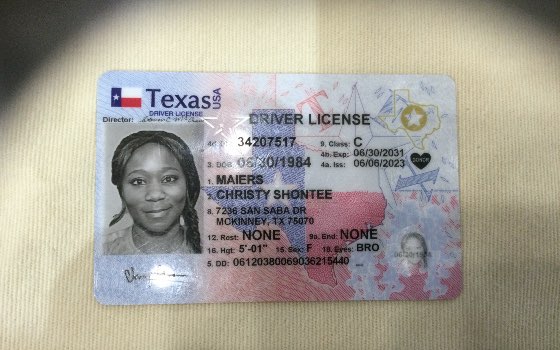 Texas USA
DRIVER LICENSE
Director:
DRIVER LICENSE
4d. 34207517 9. Class: C
3. DOB: 06/30/1984 4b. Exp: 06/30/2031
4a. Iss: 06/06/2023
DONOR
1. MAIERS
2. CHRISTY SHONTEE
8. 7236 SAN SABA DR
MCKINNEY, TX 75070
12. Rest: NONE 9a. End: NONE
16. Hgt: 5'-01" 15. Sex: F 18. Eyes: BRO
5. DD: 06120380069036215440